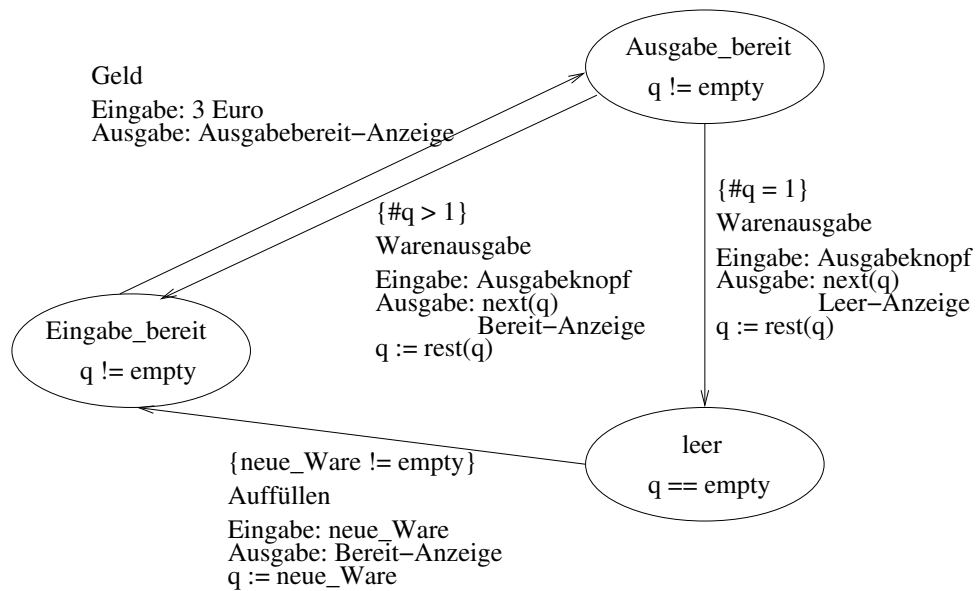 Ausgabe_bereit
q != empty
Geld
Eingabe: 3 Euro
Ausgabe: Ausgabebereit−Anzeige
{#q > 1}
Warenausgabe
Eingabe: Ausgabeknopf
Ausgabe: next(q)
Bereit−Anzeige
q := rest(q)
{#q = 1}
Warenausgabe
Eingabe: Ausgabeknopf
Ausgabe: next(q)
Leer−Anzeige
q := rest(q)
Eingabe_bereit
q != empty
leer
q == empty
{neue_Ware != empty}
Auffüllen
Eingabe: neue_Ware
Ausgabe: Bereit−Anzeige
q := neue_Ware